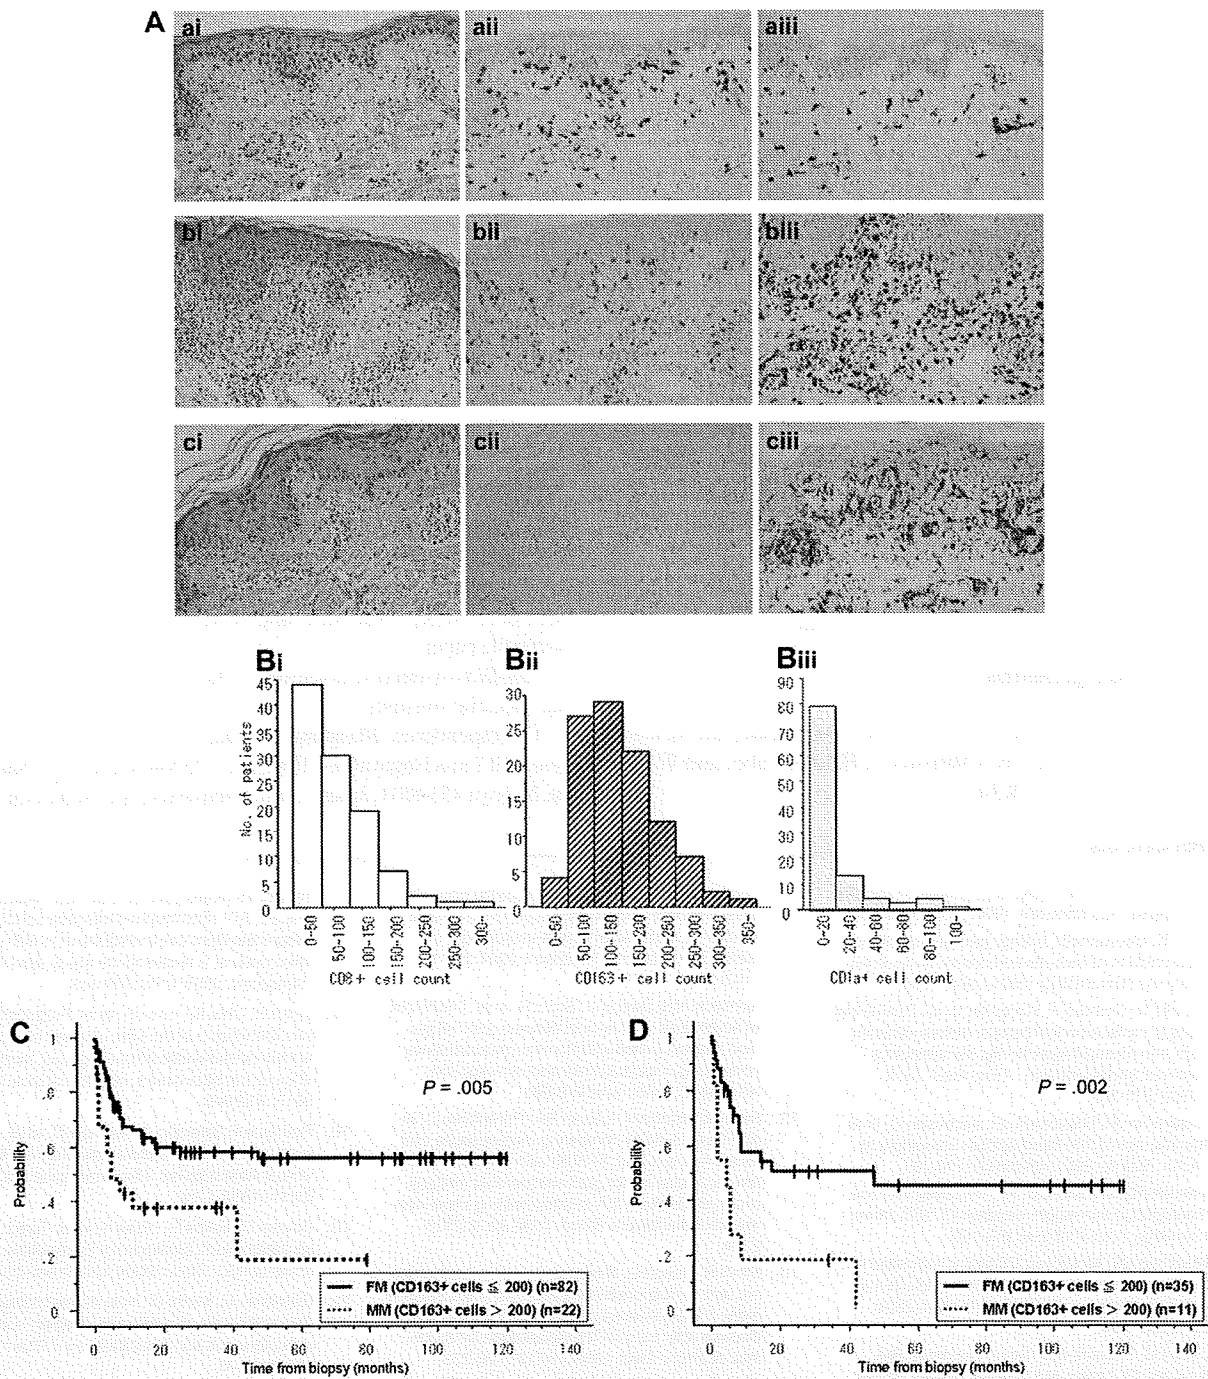 A
ai
aii
aiii
bi
bii
biii
ci
cii
ciii
Bi
No. of patients
45
40
35
30
25
20
15
10
5
0
0-50
50-100
100-150
150-200
200-250
250-300
300-
CD8+ cell count
Bii
30
25
20
15
10
5
0
0-50
50-100
100-150
150-200
200-250
250-300
300-350
350-
CD163+ cell count
Biii
90
80
70
60
50
40
30
20
10
0
0-20
20-40
40-60
60-80
80-100
100-
CD1a+ cell count
C
Probability
1
.8
.6
.4
.2
0
P = .005
FM (CD163+ cells ≦ 200) (n=82)
MM (CD163+ cells > 200) (n=22)
0 20 40 60 80 100 120 140
Time from biopsy (months)
D
Probability
1
.8
.6
.4
.2
0
P = .002
FM (CD163+ cells ≦ 200) (n=35)
MM (CD163+ cells > 200) (n=11)
0 20 40 60 80 100 120 140
Time from biopsy (months)